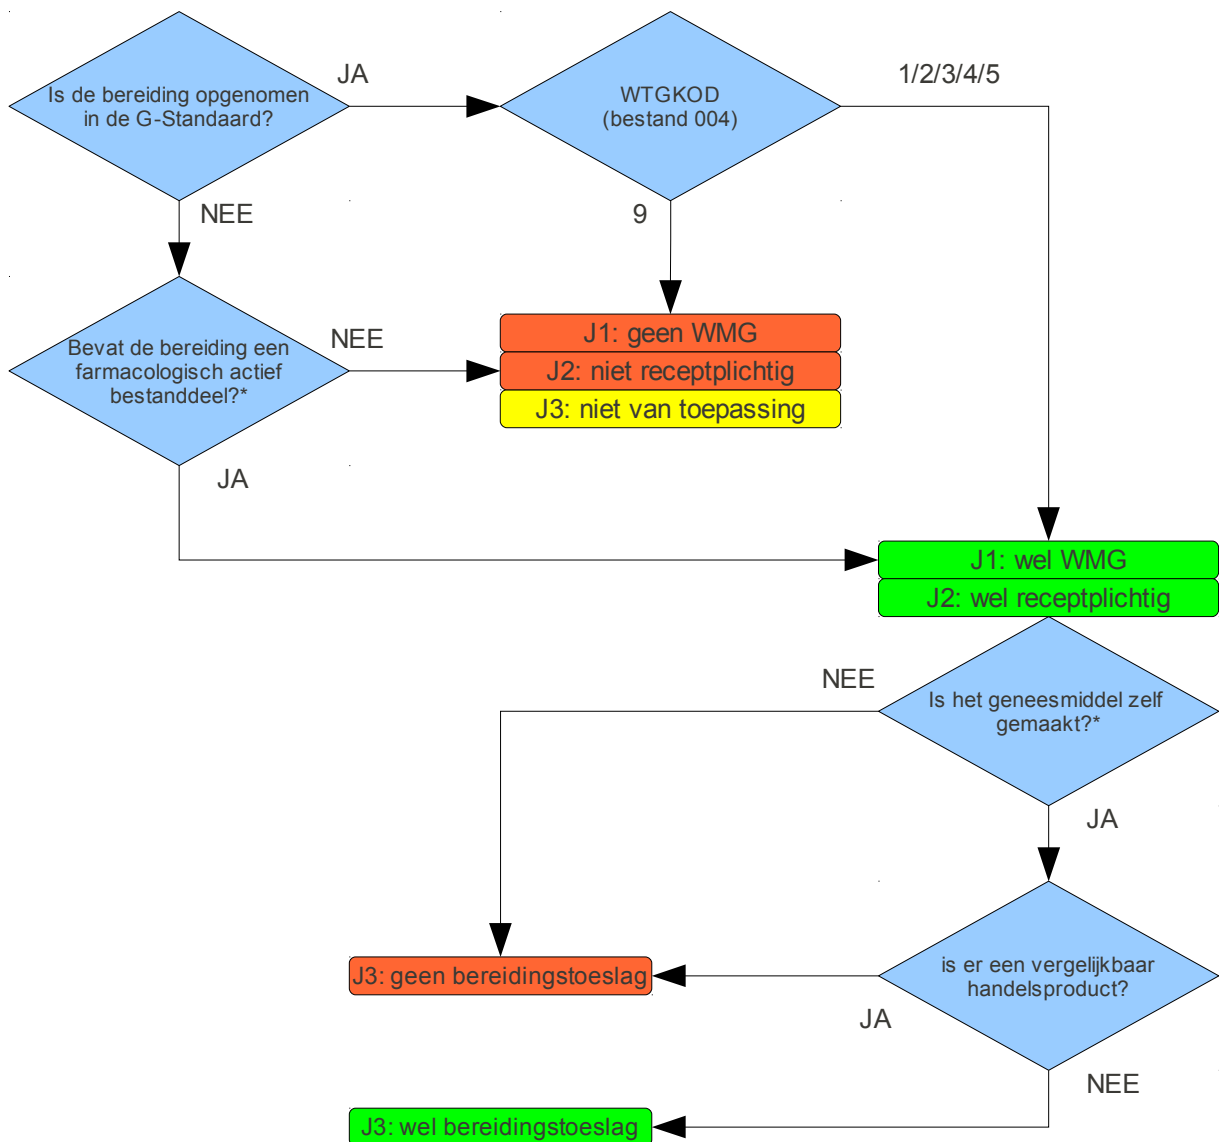 Is de bereiding opgenomen
in de G-Standaard?
JA
WTGKOD
(bestand 004)
1/2/3/4/5
NEE
9
Bevat de bereiding een
farmacologisch actief
bestanddeel?*
NEE
J1: geen WMG
J2: niet receptplichtig
J3: niet van toepassing
JA
J1: wel WMG
J2: wel receptplichtig
NEE
Is het geneesmiddel zelf
gemaakt?*
JA
J3: geen bereidingstoeslag
is er een vergelijkbaar
handelsproduct?
JA
NEE
J3: wel bereidingstoeslag